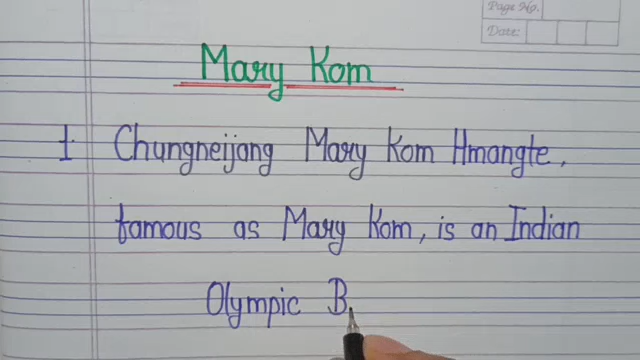 Page No.
Date:
Mary Kom
1 Chungneijang Mary Kom Hmangte,
famous as Mary Kom, is an Indian
Olympic B